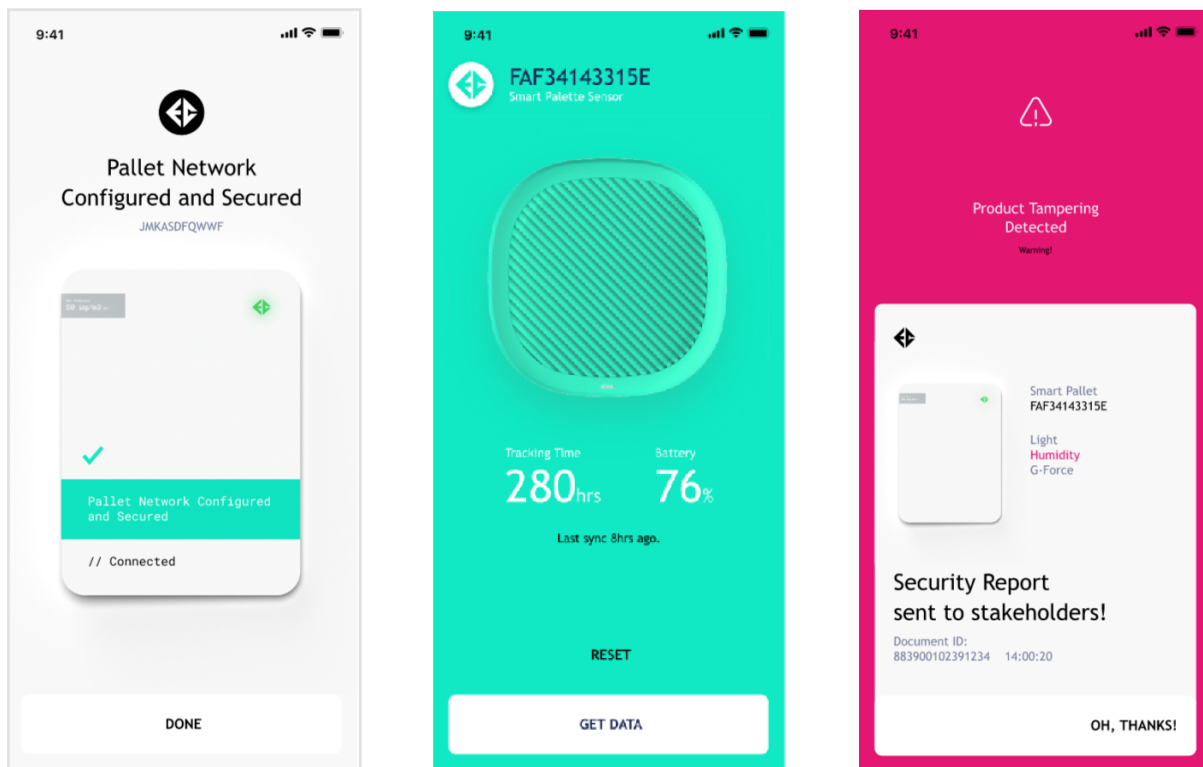 9:41
Pallet Network
Configured and Secured
JMKASDFQWWF
Pallet Network Configured
and Secured
// Connected
DONE
9:41
FAF34143315E
Smart Palette Sensor
Tracking Time
280hrs
Battery
76%
Last sync 8hrs ago.
RESET
GET DATA
9:41
Product Tampering
Detected
Warning!
Smart Pallet
FAF34143315E
Light
Humidity
G-Force
Security Report
sent to stakeholders!
Document ID:
883900102391234 14:00:20
OH, THANKS!